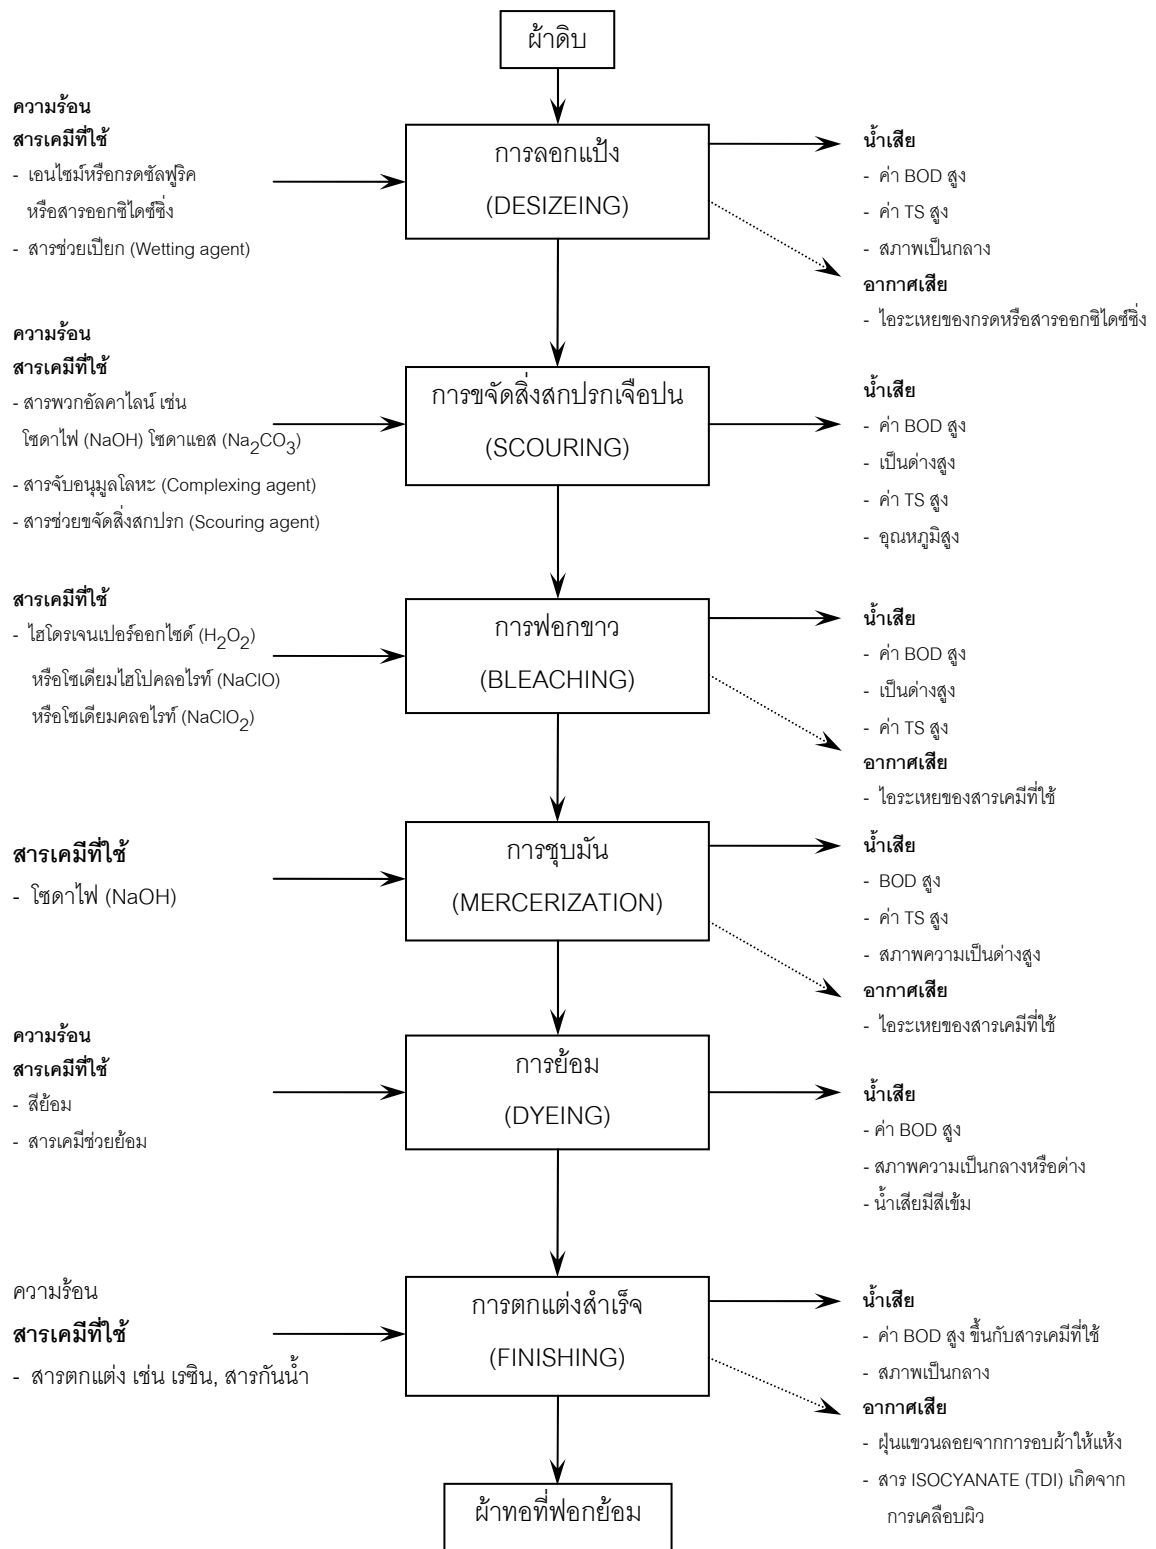 ผ้าดิบ
ความร้อน
สารเคมีที่ใช้
- เอนไซม์หรือกรดซัลฟูริค
หรือสารออกซิไดซ์ซิ่ง
- สารช่วยเปียก (Wetting agent)
การลอกแป้ง
(DESIZEING)
น้ำเสีย
- ค่า BOD สูง
- ค่า TS สูง
- สภาพเป็นกลาง
อากาศเสีย
- ไอระเหยของกรดหรือสารออกซิไดซ์ซิ่ง
ความร้อน
สารเคมีที่ใช้
- สารพวกอัลคาไลน์ เช่น
โซดาไฟ (NaOH) โซดาแอส (Na2CO3)
- สารจับอนุมูลโลหะ (Complexing agent)
- สารช่วยขจัดสิ่งสกปรก (Scouring agent)
การขจัดสิ่งสกปรกเจือปน
(SCOURING)
น้ำเสีย
- ค่า BOD สูง
- เป็นด่างสูง
- ค่า TS สูง
- อุณหภูมิสูง
สารเคมีที่ใช้
- ไฮโดรเจนเปอร์ออกไซด์ (H2O2)
หรือโซเดียมไฮโปคลอไรท์ (NaClO)
หรือโซเดียมคลอไรท์ (NaClO2)
การฟอกขาว
(BLEACHING)
น้ำเสีย
- ค่า BOD สูง
- เป็นด่างสูง
- ค่า TS สูง
อากาศเสีย
- ไอระเหยของสารเคมีที่ใช้
สารเคมีที่ใช้
- โซดาไฟ (NaOH)
การชุบมัน
(MERCERIZATION)
น้ำเสีย
- BOD สูง
- ค่า TS สูง
- สภาพความเป็นด่างสูง
อากาศเสีย
- ไอระเหยของสารเคมีที่ใช้
ความร้อน
สารเคมีที่ใช้
- สีย้อม
- สารเคมีช่วยย้อม
การย้อม
(DYEING)
น้ำเสีย
- ค่า BOD สูง
- สภาพความเป็นกลางหรือด่าง
- น้ำเสียมีสีเข้ม
ความร้อน
สารเคมีที่ใช้
- สารตกแต่ง เช่น เรซิน, สารกันน้ำ
การตกแต่งสำเร็จ
(FINISHING)
น้ำเสีย
- ค่า BOD สูง ขึ้นกับสารเคมีที่ใช้
- สภาพเป็นกลาง
อากาศเสีย
- ฝุ่นแขวนลอยจากการอบผ้าให้แห้ง
- สาร ISOCYANATE (TDI) เกิดจาก
การเคลือบผิว
ผ้าทอที่ฟอกย้อม